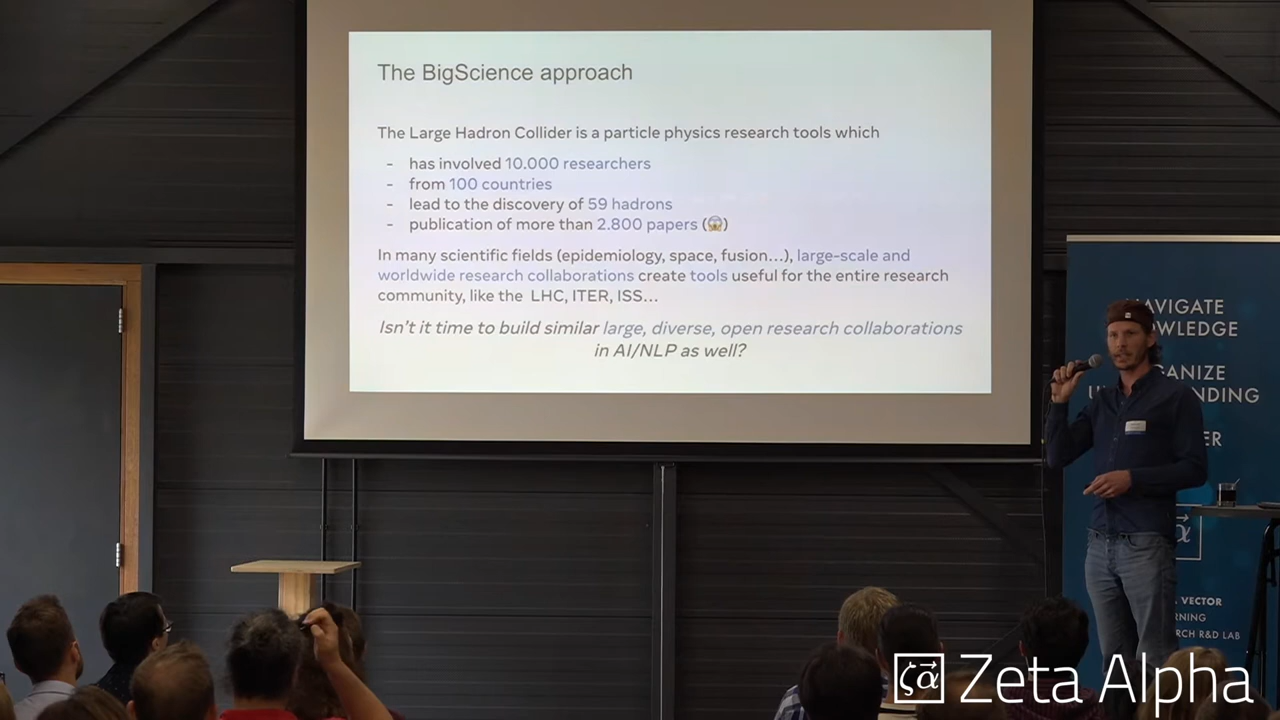 The BigScience approach
The Large Hadron Collider is a particle physics research tools which
- has involved 10.000 researchers
- from 100 countries
- lead to the discovery of 59 hadrons
- publication of more than 2.800 papers (😱)
In many scientific fields (epidemiology, space, fusion…), large-scale and
worldwide research collaborations create tools useful for the entire research
community, like the LHC, ITER, ISS…
Isn't it time to build similar large, diverse, open research collaborations
in AI/NLP as well?
NAVIGATE
VECTOR
R&D LAB
ζα Zeta Alpha